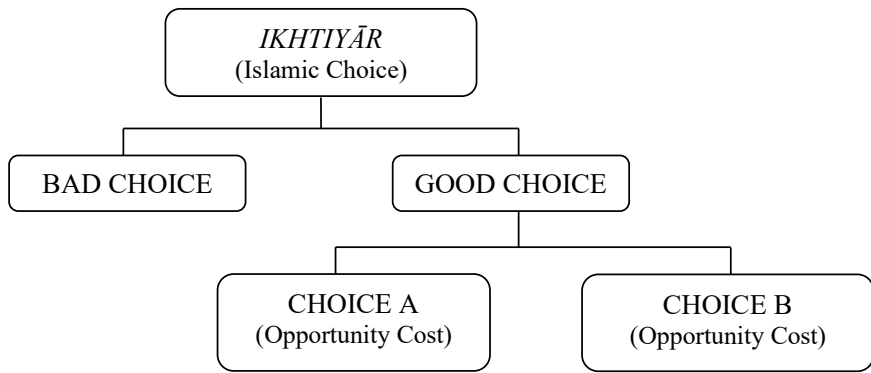 IKHTIYĀR
(Islamic Choice)
BAD CHOICE
GOOD CHOICE
CHOICE A
(Opportunity Cost)
CHOICE B
(Opportunity Cost)